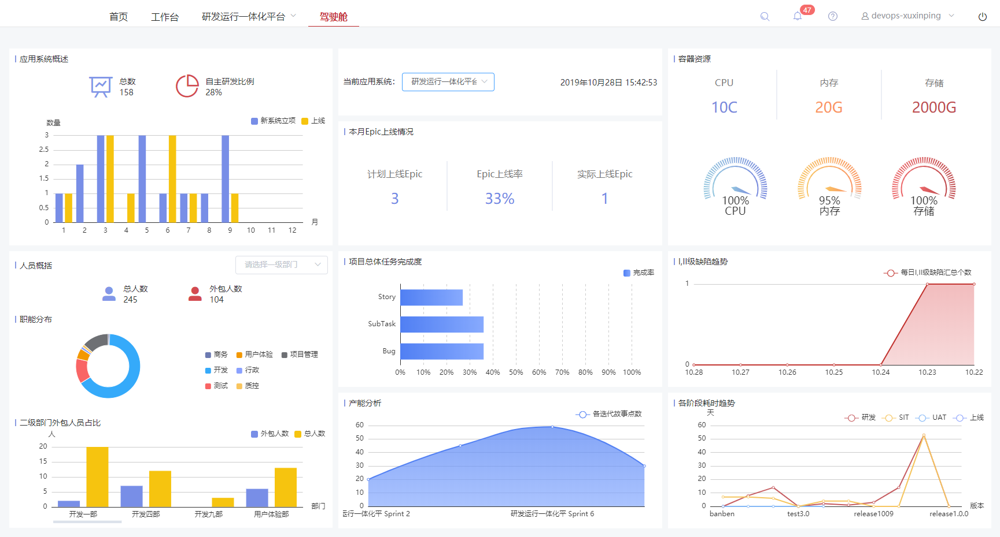 首页 工作台 研发运行一体化平台 驾驶舱 47 devops-xuxinping
应用系统概述
总数
158
自主研发比例
28%
数量
新系统立项 上线
3
2.5
2
1.5
1
0.5
0
1 2 3 4 5 6 7 8 9 10 11 12
月
当前应用系统: 研发运行一体化平台 2019年10月28日 15:42:53
本月Epic上线情况
计划上线Epic Epic上线率 实际上线Epic
3 33% 1
容器资源
CPU 内存 存储
10C 20G 2000G
100% 95% 100%
CPU 内存 存储
人员概括
请选择一级部门
总人数
245
外包人数
104
职能分布
商务 用户体验 项目管理
开发 行政
测试 质控
二级部门外包人员占比
人
外包人数 总人数
20
15
10
5
0
开发一部 开发四部 开发九部 用户体验部
部门
项目总体任务完成度
完成率
Story
SubTask
Bug
0% 10% 20% 30% 40% 50% 60% 70% 80% 90% 100%
I,II级缺陷趋势
每日I,II级缺陷汇总个数
1
0
10.28 10.27 10.26 10.25 10.24 10.23 10.22
产能分析
各迭代故事点数
60
50
40
30
20
10
0
运行一体化平 Sprint 2 研发运行一体化平 Sprint 6
各阶段耗时趋势
天
研发 SIT UAT 上线
60
50
40
30
20
10
0
banben test3.0 release1009 release1.0.0
版本